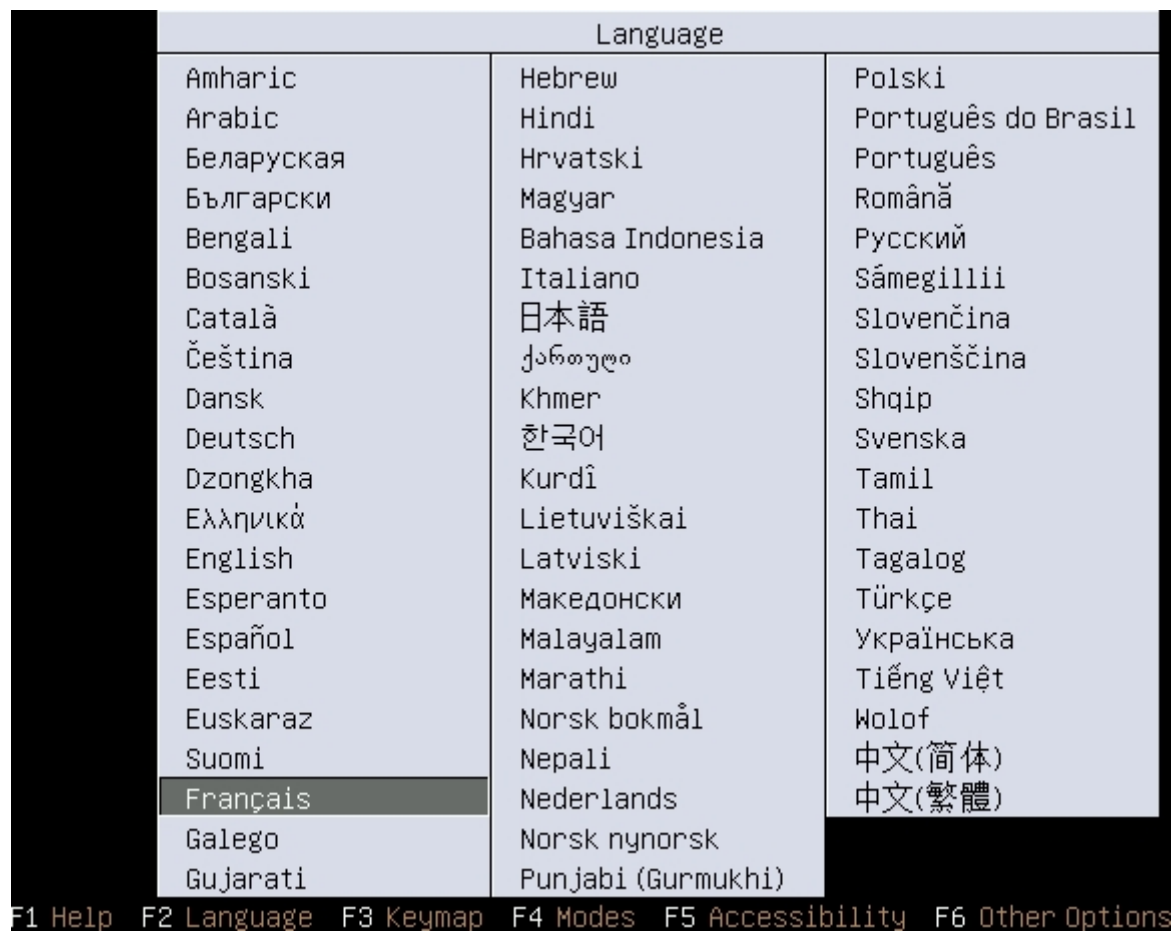 Language
Amharic
Arabic
Беларуская
Български
Bengali
Bosanski
Català
Čeština
Dansk
Deutsch
Dzongkha
Ελληνικά
English
Esperanto
Español
Eesti
Euskaraz
Suomi
Français
Galego
Gujarati
Hebrew
Hindi
Hrvatski
Magyar
Bahasa Indonesia
Italiano
日本語
ქართული
Khmer
한국어
Kurdî
Lietuviškai
Latviski
Македонски
Malayalam
Marathi
Norsk bokmål
Nepali
Nederlands
Norsk nynorsk
Punjabi (Gurmukhi)
Polski
Português do Brasil
Português
Română
Русский
Sámegillii
Slovenčina
Slovenščina
Shqip
Svenska
Tamil
Thai
Tagalog
Türkçe
Українська
Tiếng Việt
Wolof
中文(简体)
中文(繁體)
F1 Help F2 Language F3 Keymap F4 Modes F5 Accessibility F6 Other Options